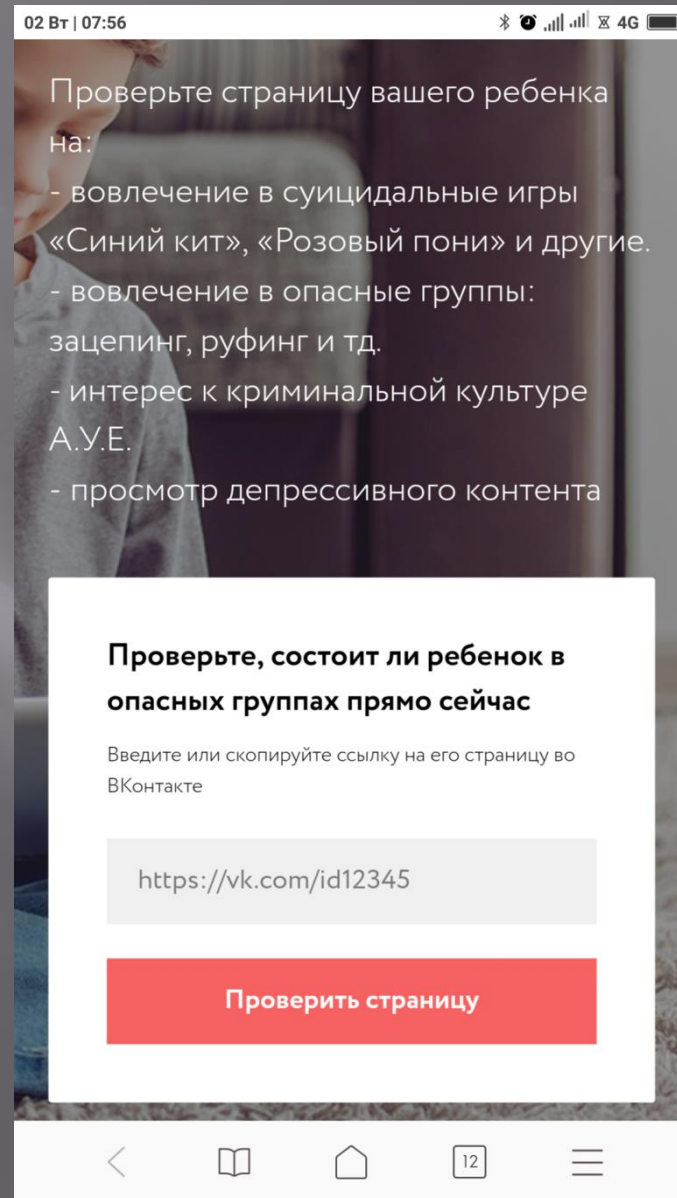 02 Вт | 07:56
4G
Проверьте страницу вашего ребенка
на:
- вовлечение в суицидальные игры
«Синий кит», «Розовый пони» и другие.
- вовлечение в опасные группы:
зацепинг, руфинг и тд.
- интерес к криминальной культуре
А.У.Е.
- просмотр депрессивного контента
Проверьте, состоит ли ребенок в
опасных группах прямо сейчас
Введите или скопируйте ссылку на его страницу во
ВКонтакте
https://vk.com/id12345
Проверить страницу
12